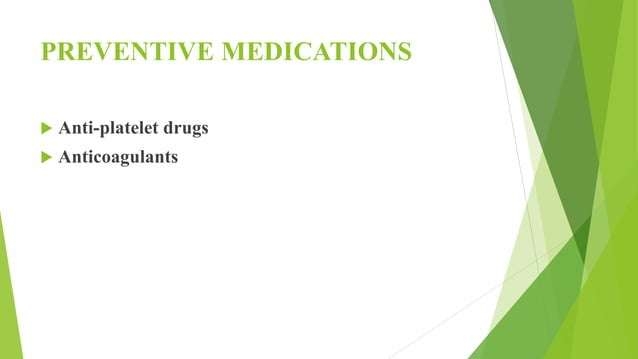 PREVENTIVE MEDICATIONS
Anti-platelet drugs
Anticoagulants